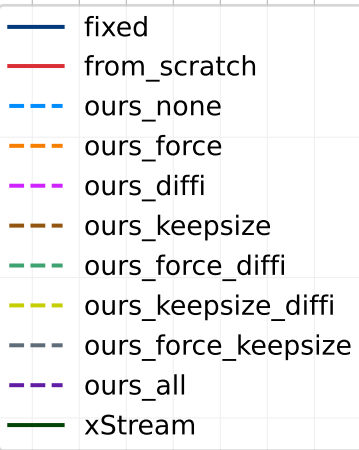 fixed
from_scratch
ours_none
ours_force
ours_diffi
ours_keepsize
ours_force_diffi
ours_keepsize_diffi
ours_force_keepsize
ours_all
xStream